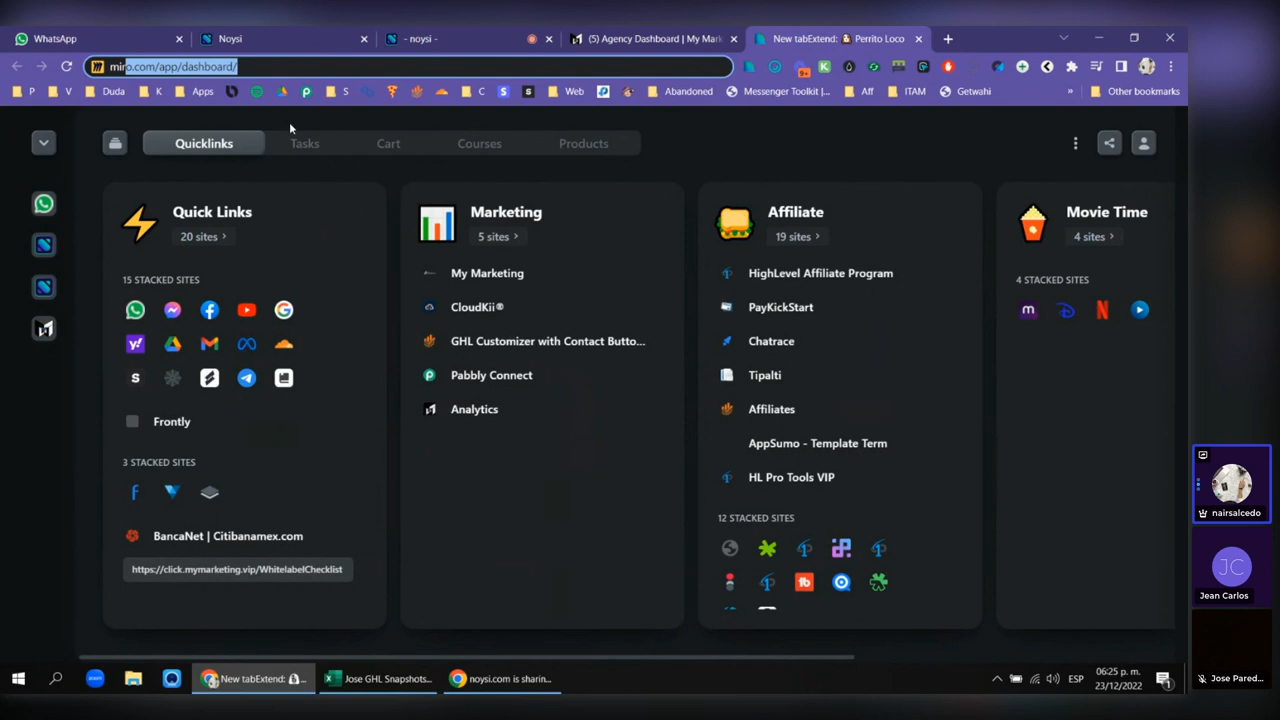 WhatsApp
Noysi
- noysi -
(5) Agency Dashboard | My Mark
New tabExtend: Perrito Loco
miro.com/app/dashboard/
9+
P
V
Duda
K
Apps
S
C
Web
Abandoned
Messenger Toolkit |...
Aff
ITAM
Getwahi
»
Other bookmarks
Quicklinks
Tasks
Cart
Courses
Products
Quick Links
20 sites >
15 STACKED SITES
Frontly
3 STACKED SITES
BancaNet | Citibanamex.com
https://click.mymarketing.vip/WhitelabelChecklist
Marketing
5 sites >
My Marketing
CloudKii®
GHL Customizer with Contact Butto...
Pabbly Connect
Analytics
Affiliate
19 sites >
HighLevel Affiliate Program
PayKickStart
Chatrace
Tipalti
Affiliates
AppSumo - Template Term
HL Pro Tools VIP
12 STACKED SITES
Movie Time
4 sites >
4 STACKED SITES
nairsalcedo
JC
Jean Carlos
Jose Pared...
New tabExtend: ...
Jose GHL Snapshots...
noysi.com is sharin...
ESP
06:25 p. m.
23/12/2022
1